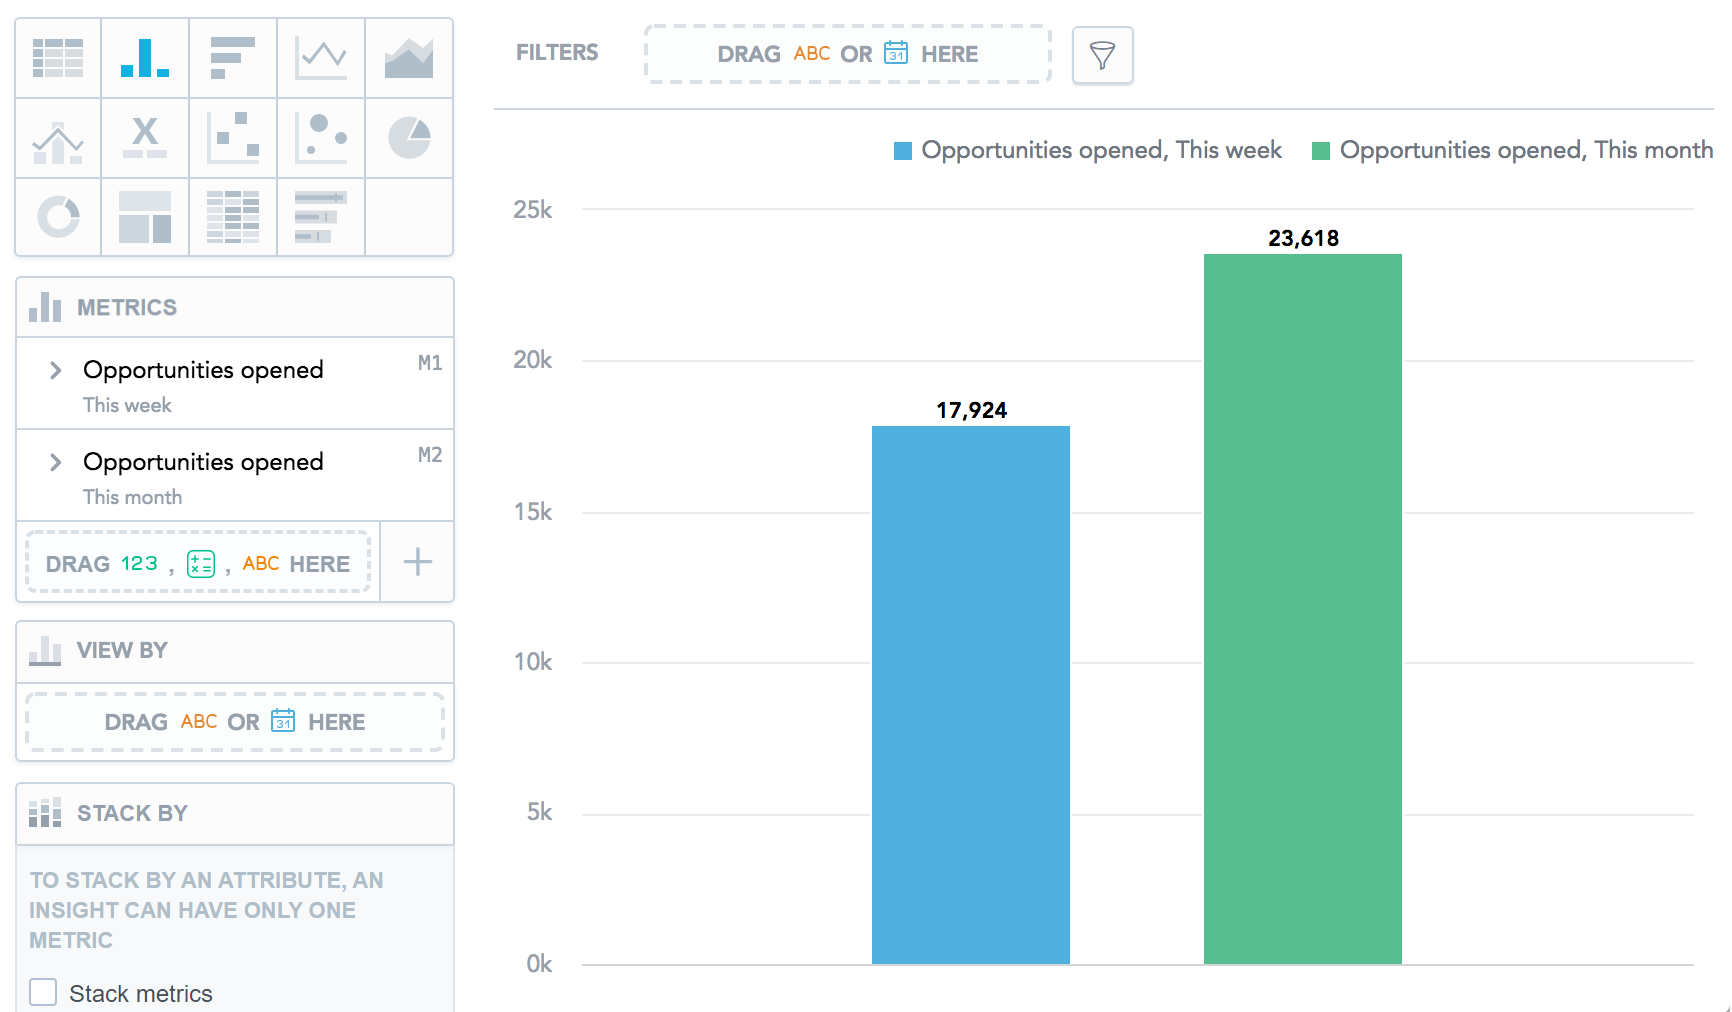 FILTERS
DRAG ABC OR 31 HERE
Opportunities opened, This week
Opportunities opened, This month
X
METRICS
Opportunities opened M1
This week
Opportunities opened M2
This month
DRAG 123 , , ABC HERE
VIEW BY
DRAG ABC OR 31 HERE
STACK BY
TO STACK BY AN ATTRIBUTE, AN
INSIGHT CAN HAVE ONLY ONE
METRIC
Stack metrics
25k
20k
15k
10k
5k
0k
17,924
23,618